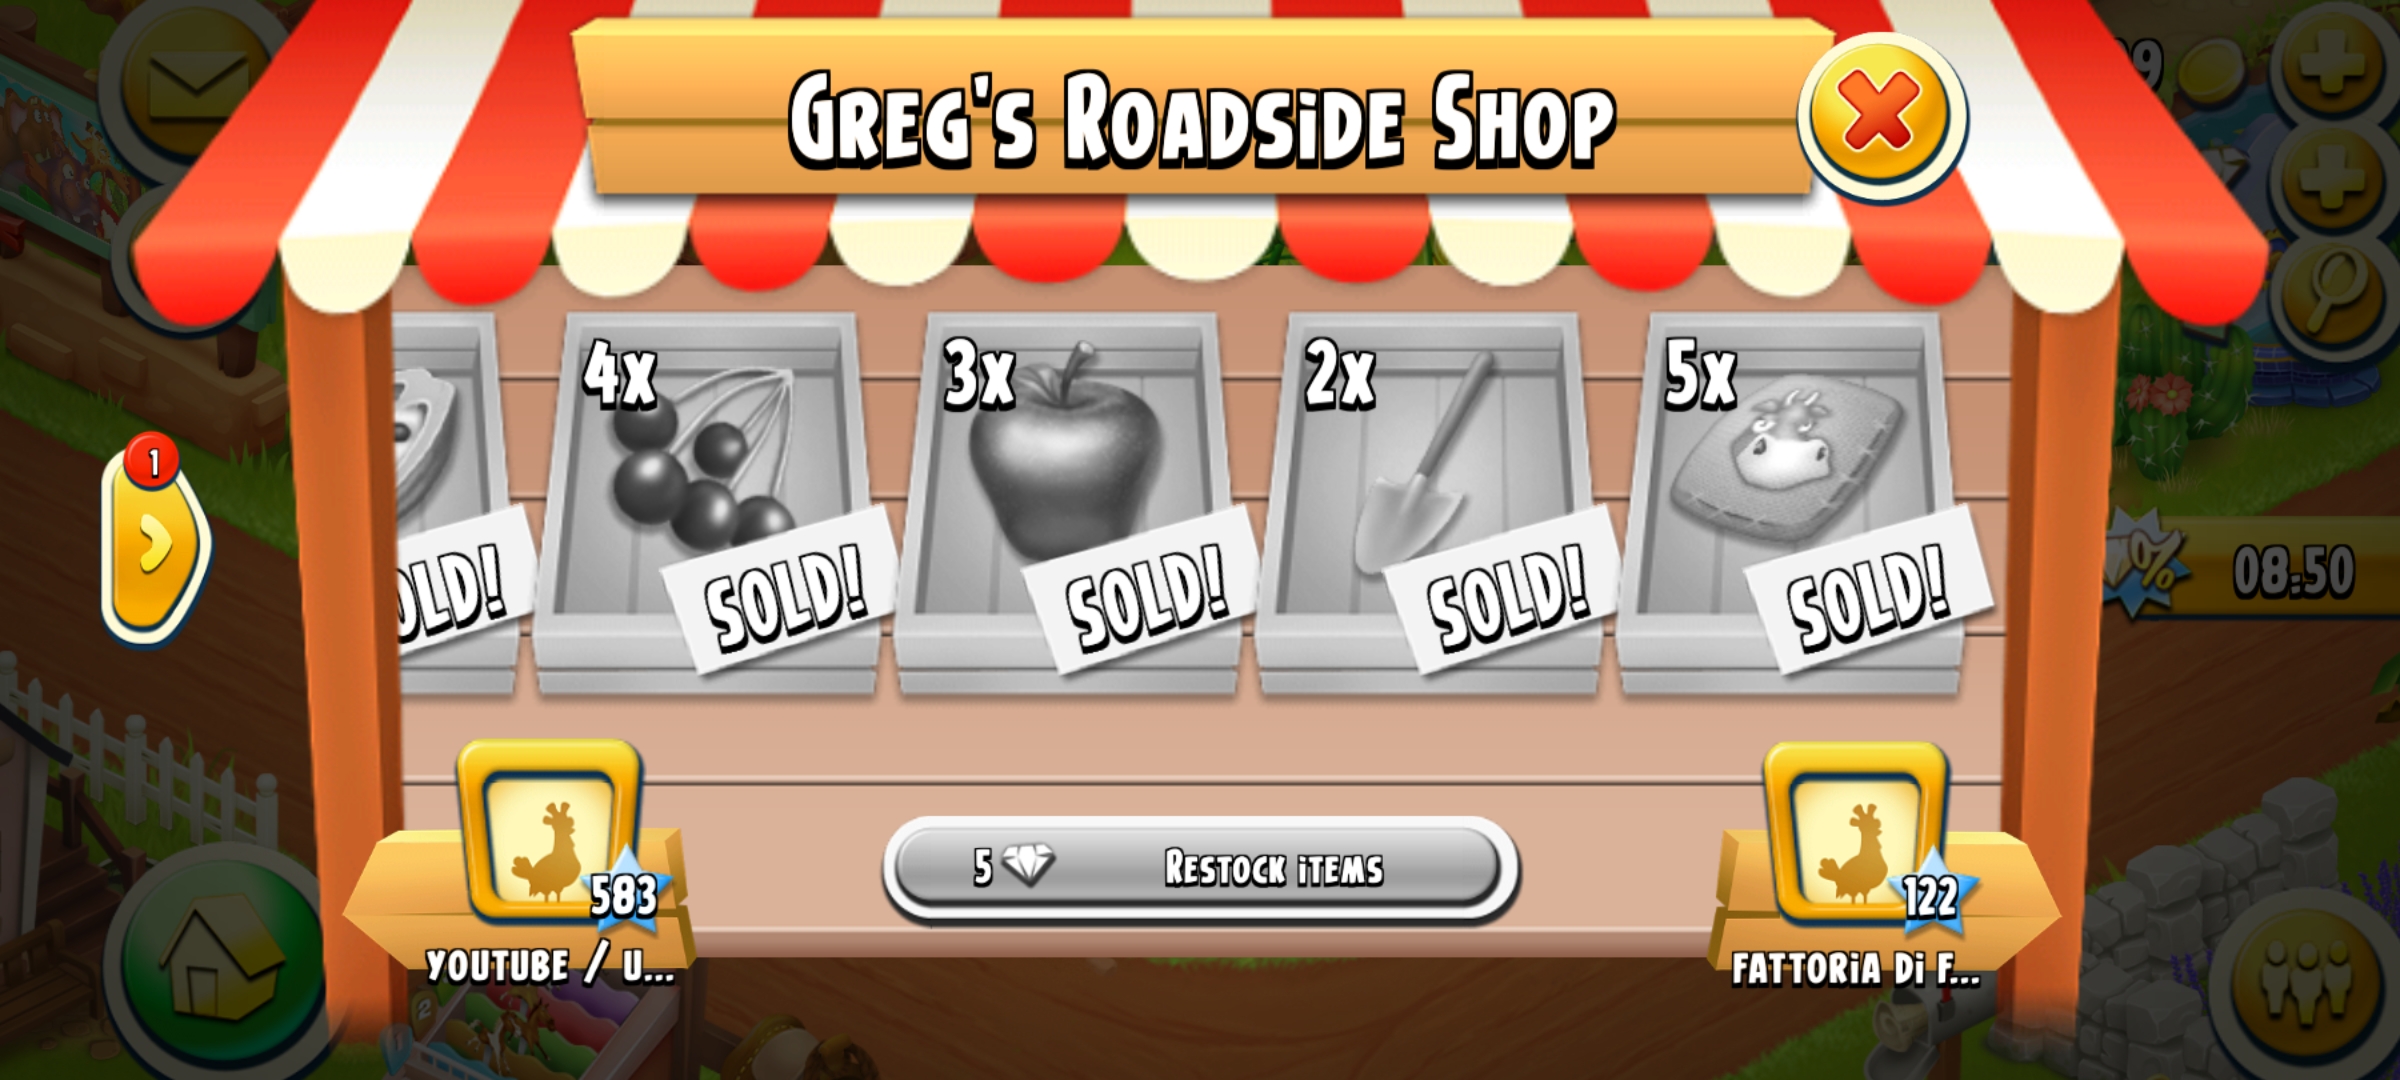 GREG'S ROADSIDE SHOP
4x
3x
2x
5x
OLD!
SOLD!
SOLD!
SOLD!
SOLD!
1
08:50
583
YOUTUBE / U...
5
RESTOCK ITEMS
122
FATTORIA DI F...